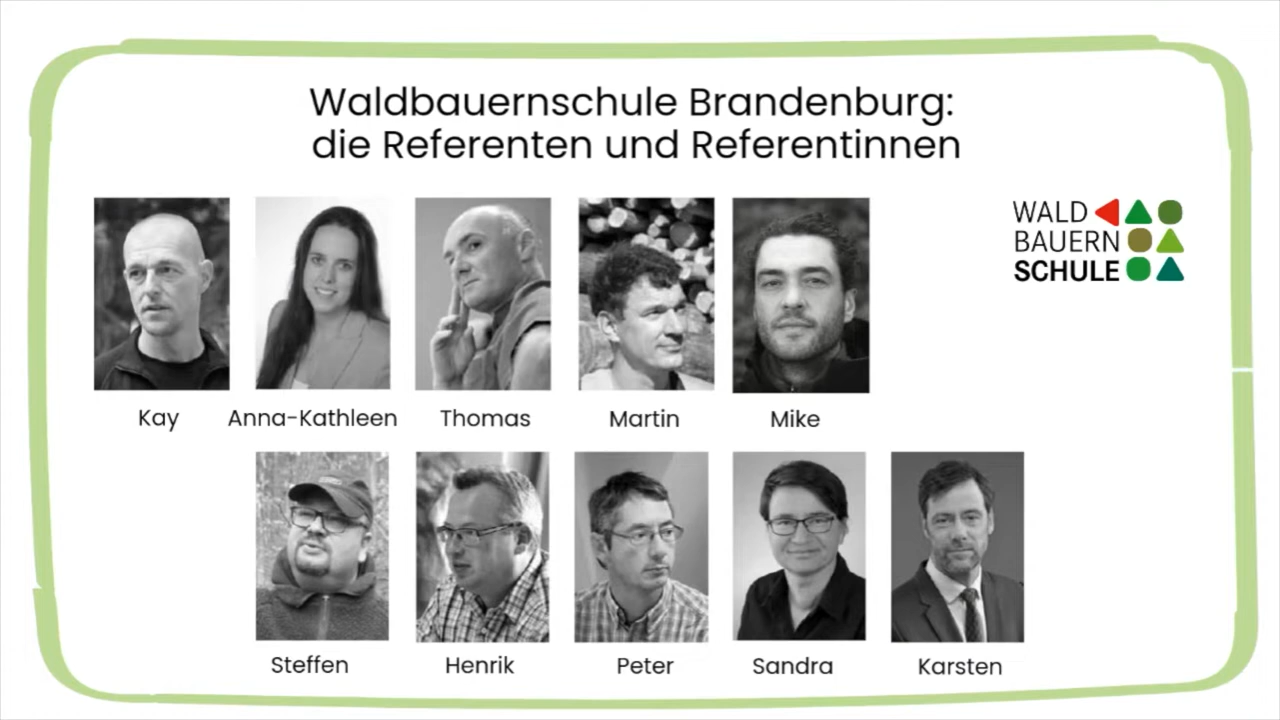 Waldbauernschule Brandenburg:
die Referenten und Referentinnen
WALD
BAUERN
SCHULE
Kay
Anna-Kathleen
Thomas
Martin
Mike
Steffen
Henrik
Peter
Sandra
Karsten